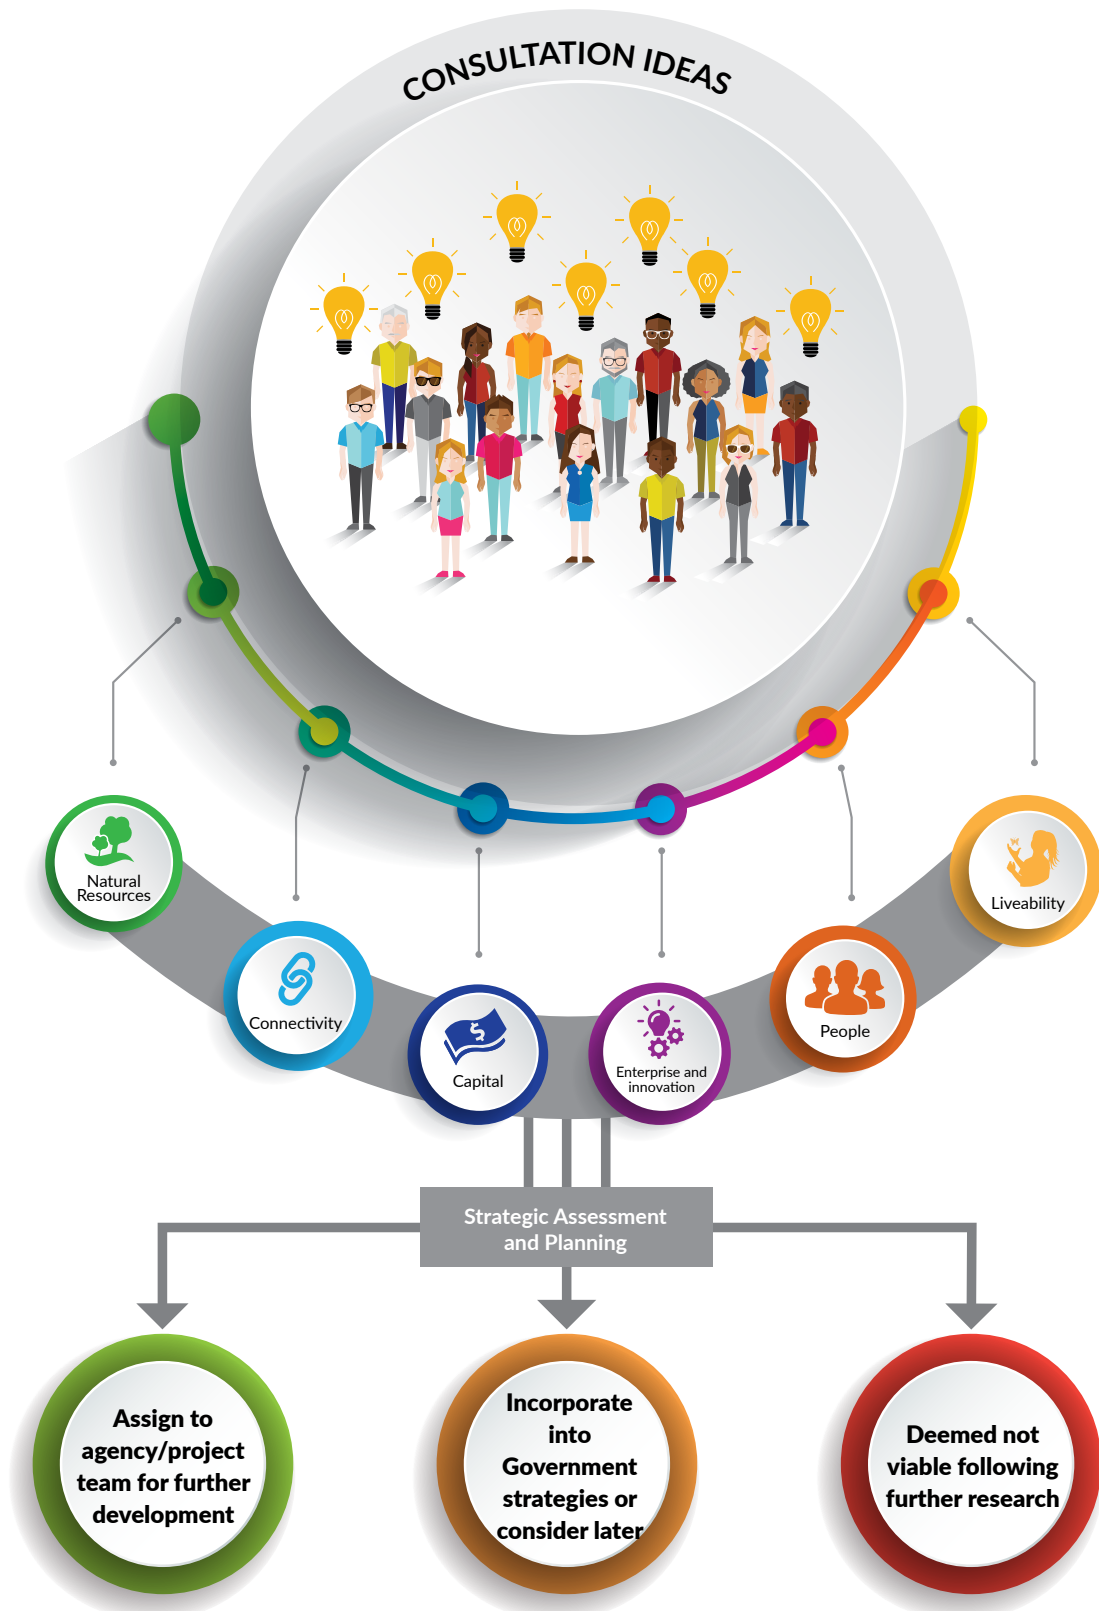 CONSULTATION IDEAS
Natural
Resources
Connectivity
Capital
Enterprise and
innovation
People
Liveability
Strategic Assessment
and Planning
Assign to
agency/project
team for further
development
Incorporate
into
Government
strategies or
consider later
Deemed not
viable following
further research